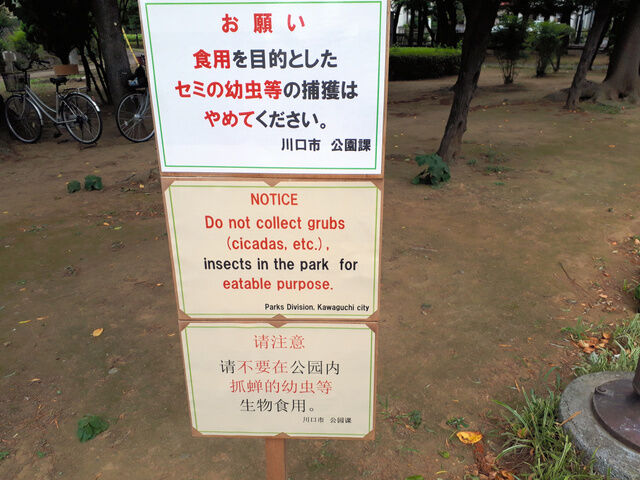 お願い
食用を目的とした
セミの幼虫等の捕獲は
やめてください。
川口市 公園課
NOTICE
Do not collect grubs
(cicadas, etc.),
insects in the park for
eatable purpose.
Parks Division, Kawaguchi city
请注意
请不要在公园内
抓蝉的幼虫等
生物食用。
川口市 公园课